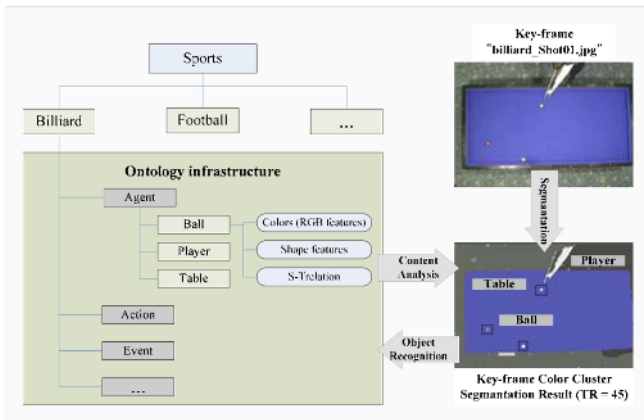 Key-frame
"billiard_Shot01.jpg"
Sports
Billiard
Football
...
Ontology infrastructure
Agent
Ball
Colors (RGB features)
Player
Shape features
Table
S-Trelation
Action
Event
...
Segmantation
Content
Analysis
Object
Recognition
Player
Table
Ball
Key-frame Color Cluster
Segmantation Result (TR = 45)